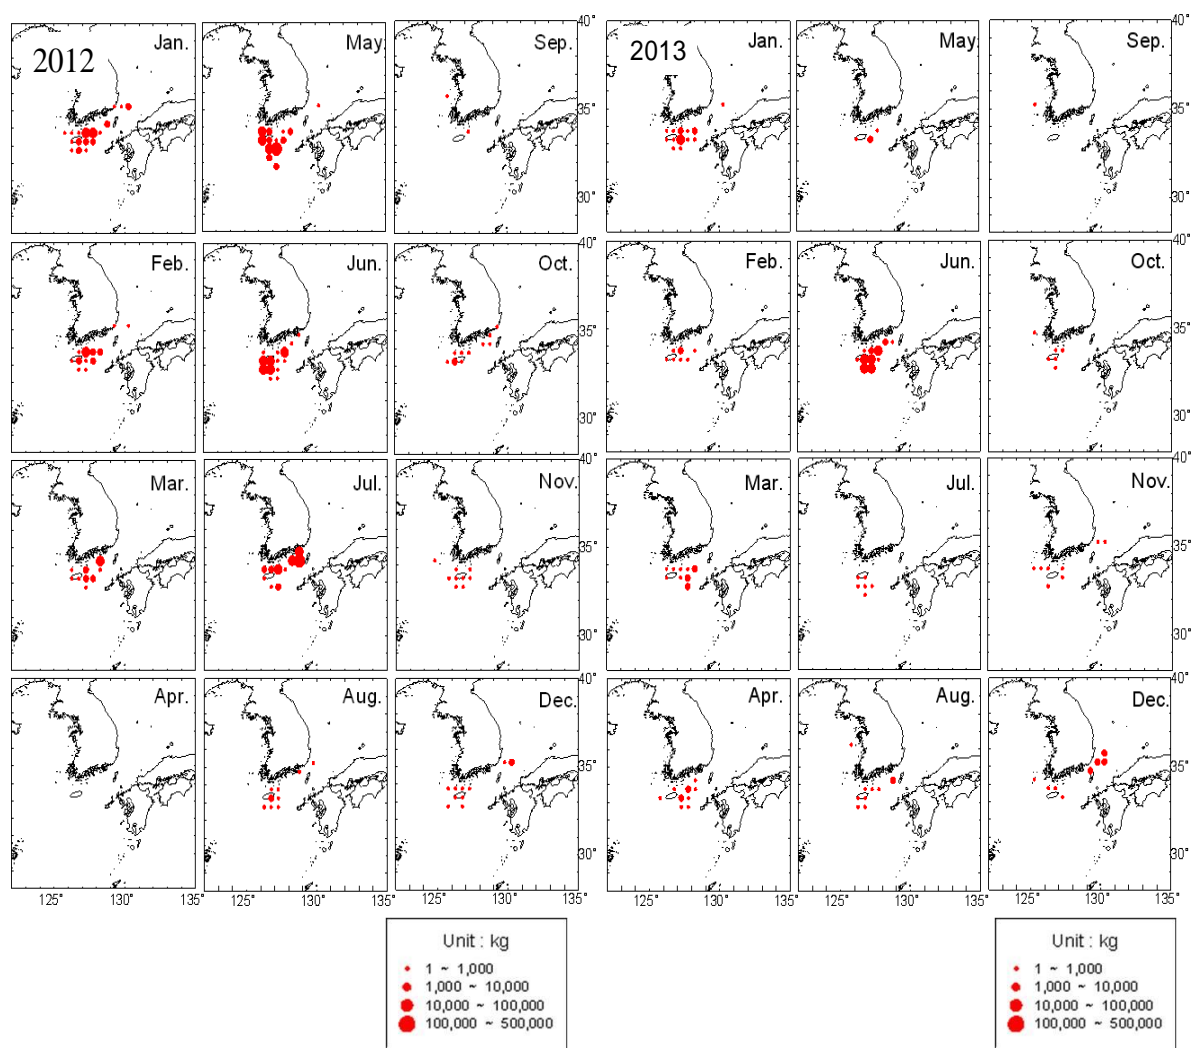 2012
Jan.
May.
Sep.
40°
2013
Jan.
May
Sep.
40°
35°
35°
30°
30°
Feb.
Jun.
Oct.
40°
Feb.
Jun.
Oct.
40°
35°
35°
30°
30°
Mar.
Jul.
Nov.
40°
Mar.
Jul.
Nov.
40°
35°
35°
30°
30°
Apr.
Aug.
Dec.
40°
Apr.
Aug.
Dec.
40°
35°
35°
30°
30°
125° 130° 125° 130° 125° 130° 135° 125° 130° 125° 130° 125° 130° 135°
Unit : kg
1 ~ 1,000
1,000 ~ 10,000
10,000 ~ 100,000
100,000 ~ 500,000
Unit : kg
1 ~ 1,000
1,000 ~ 10,000
10,000 ~ 100,000
100,000 ~ 500,000